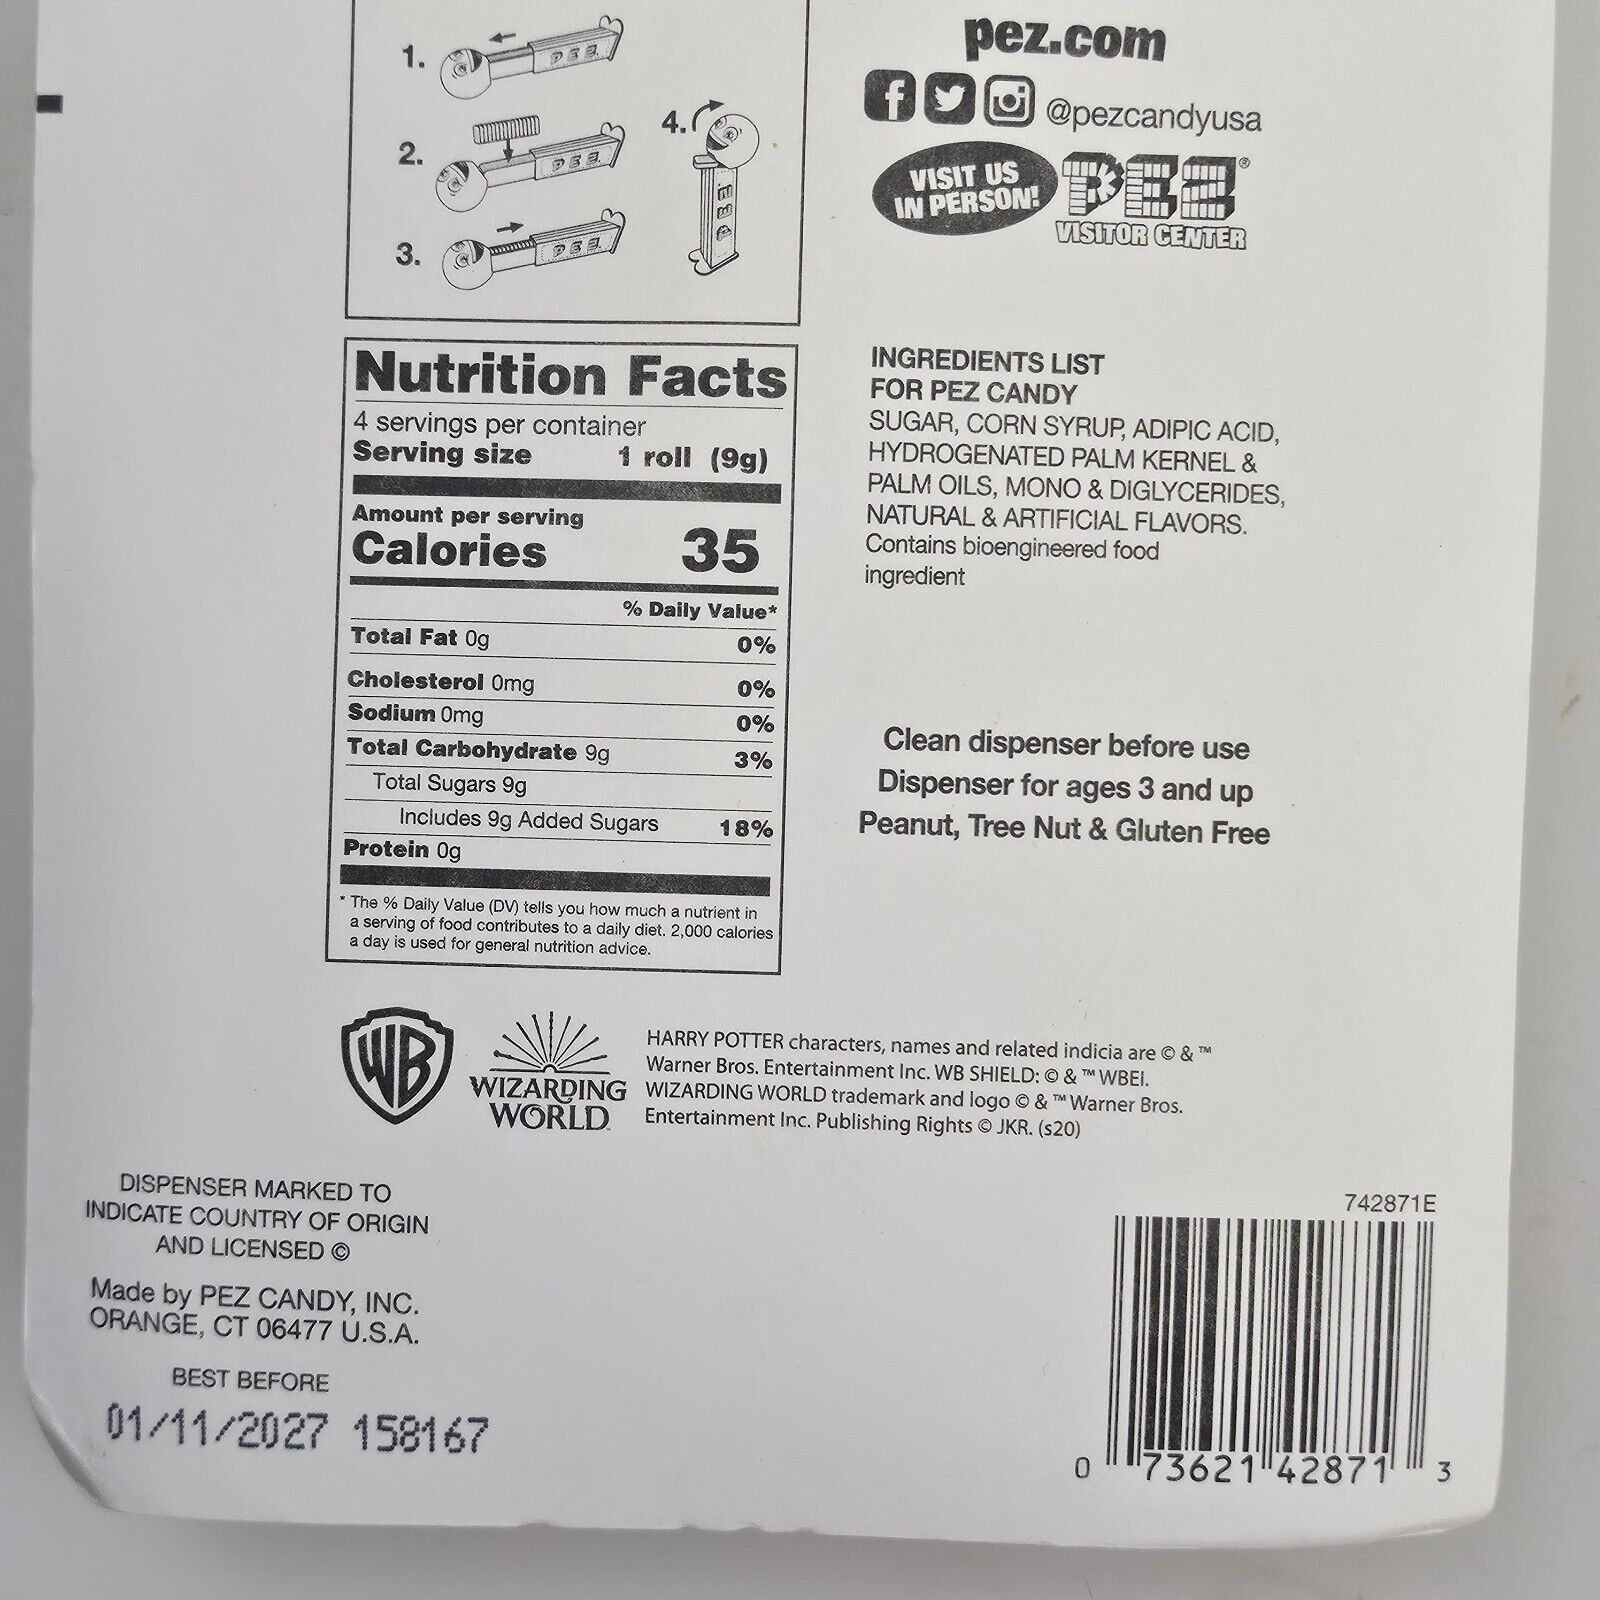 1.
PEZ
2.
PEZ
3.
PEZ
4.
PEZ
pez.com
@pezcandyusa
VISIT US
IN PERSON!
PEZ®
VISITOR CENTER
Nutrition Facts
4 servings per container
Serving size 1 roll (9g)
Amount per serving
Calories 35
% Daily Value*
Total Fat 0g 0%
Cholesterol 0mg 0%
Sodium 0mg 0%
Total Carbohydrate 9g 3%
Total Sugars 9g
Includes 9g Added Sugars 18%
Protein 0g
* The % Daily Value (DV) tells you how much a nutrient in
a serving of food contributes to a daily diet. 2,000 calories
a day is used for general nutrition advice.
INGREDIENTS LIST
FOR PEZ CANDY
SUGAR, CORN SYRUP, ADIPIC ACID,
HYDROGENATED PALM KERNEL &
PALM OILS, MONO & DIGLYCERIDES,
NATURAL & ARTIFICIAL FLAVORS.
Contains bioengineered food
ingredient
Clean dispenser before use
Dispenser for ages 3 and up
Peanut, Tree Nut & Gluten Free
WB
WIZARDING
WORLD
HARRY POTTER characters, names and related indicia are © & ™
Warner Bros. Entertainment Inc. WB SHIELD: © & ™ WBEI.
WIZARDING WORLD trademark and logo © & ™ Warner Bros.
Entertainment Inc. Publishing Rights © JKR. (s20)
DISPENSER MARKED TO
INDICATE COUNTRY OF ORIGIN
AND LICENSED ©
Made by PEZ CANDY, INC.
ORANGE, CT 06477 U.S.A.
BEST BEFORE
01/11/2027 158167
742871E
0 73621 42871 3